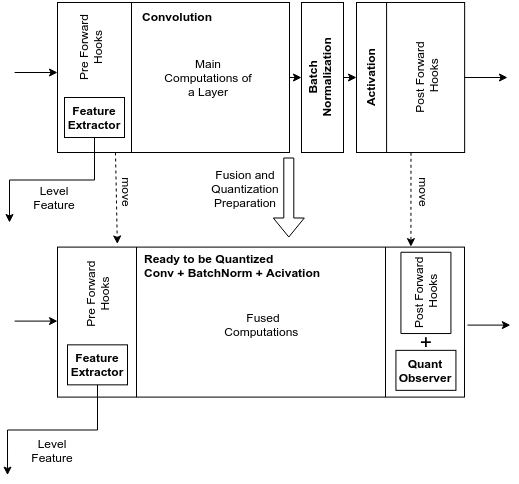 Convolution
Pre Forward
Hooks
Feature
Extractor
Main
Computations of
a Layer
Batch
Normalization
Activation
Post Forward
Hooks
Level
Feature
move
Fusion and
Quantization
Preparation
move
Ready to be Quantized
Conv + BatchNorm + Acivation
Pre Forward
Hooks
Feature
Extractor
Fused
Computations
Post Forward
Hooks
+
Quant
Observer
Level
Feature